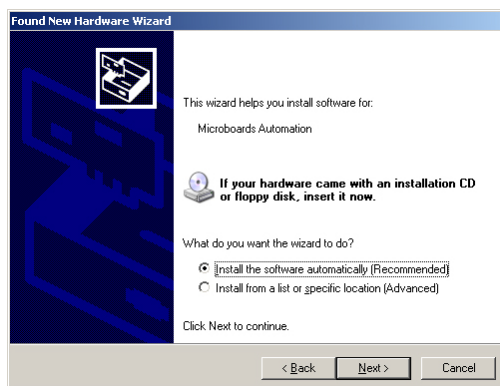 Found New Hardware Wizard
This wizard helps you install software for:
Microboards Automation
If your hardware came with an installation CD
or floppy disk, insert it now.
What do you want the wizard to do?
Install the software automatically (Recommended)
Install from a list or specific location (Advanced)
Click Next to continue.
< Back Next > Cancel